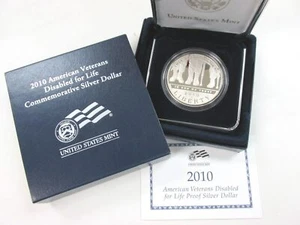 2010 American Veterans
Disabled for Life
Commemorative Silver Dollar
UNITED STATES MINT
LIBERTY
2010
American Veterans Disabled
for Life Proof Silver Dollar